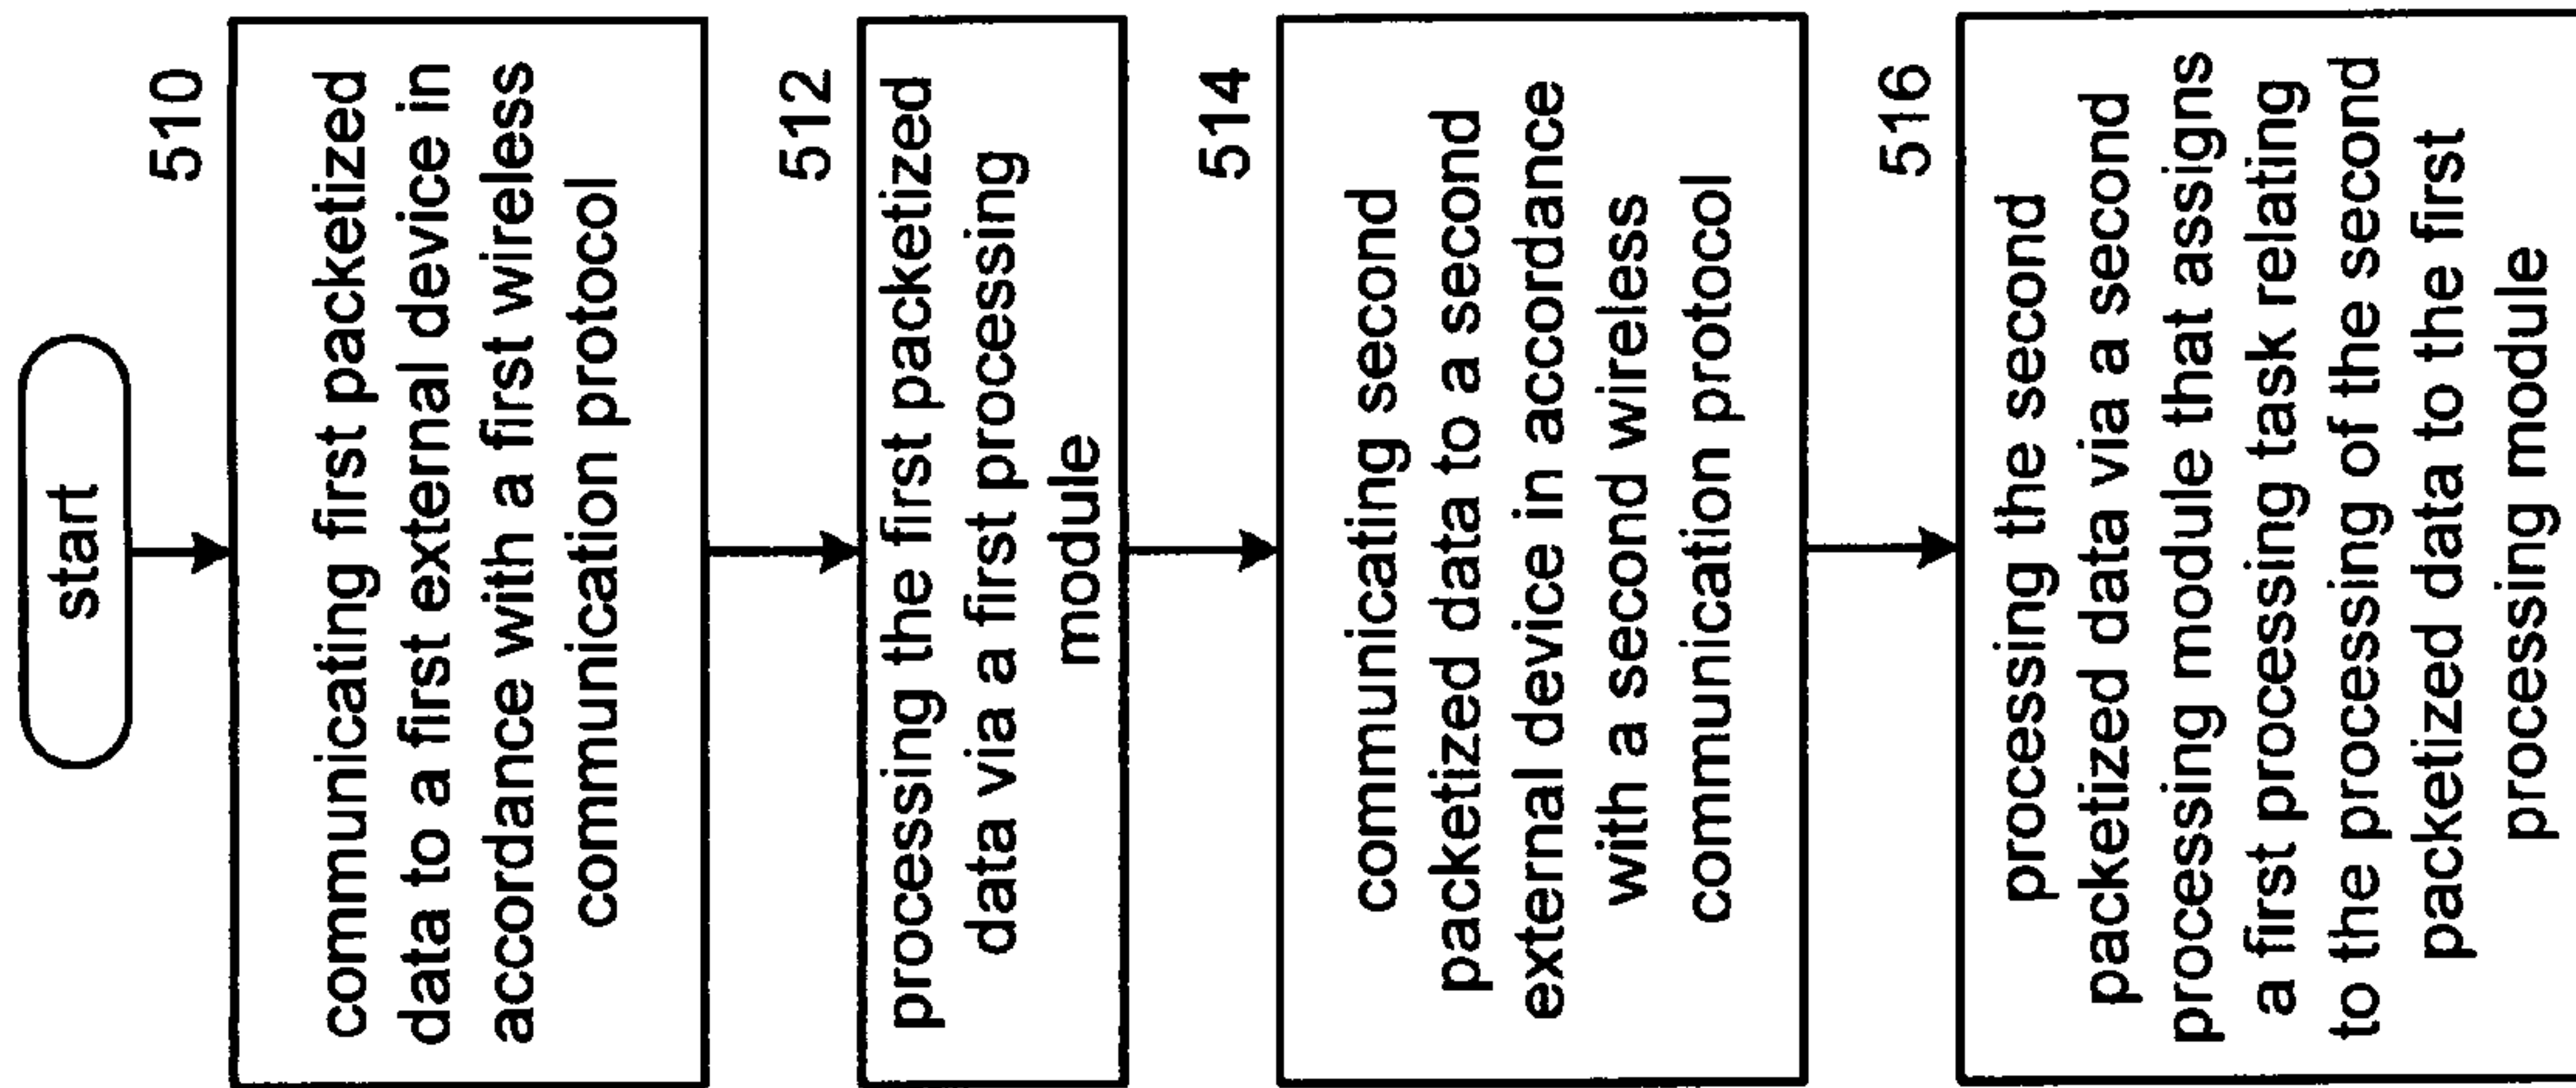 start
510
communicating first packetized
data to a first external device in
accordance with a first wireless
communication protocol
512
processing the first packetized
data via a first processing
module
514
communicating second
packetized data to a second
external device in accordance
with a second wireless
communication protocol
516
processing the second
packetized data via a second
processing module that assigns
a first processing task relating
to the processing of the second
packetized data to the first
processing module